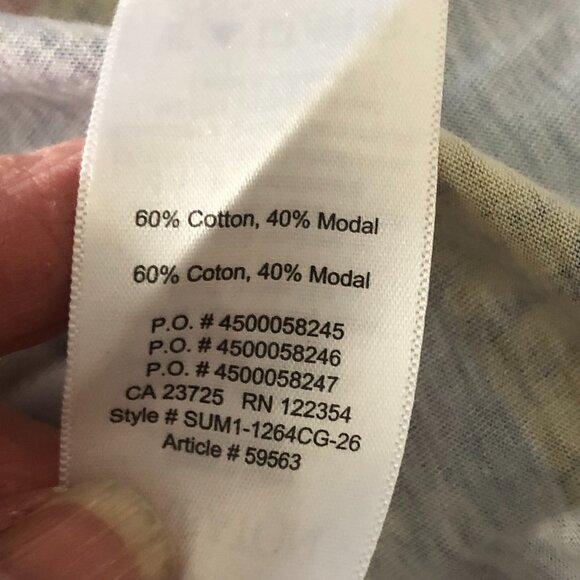 60% Cotton, 40% Modal
60% Coton, 40% Modal
P.O. # 4500058245
P.O. # 4500058246
P.O. # 4500058247
CA 23725 RN 122354
Style # SUM1-1264CG-26
Article # 59563